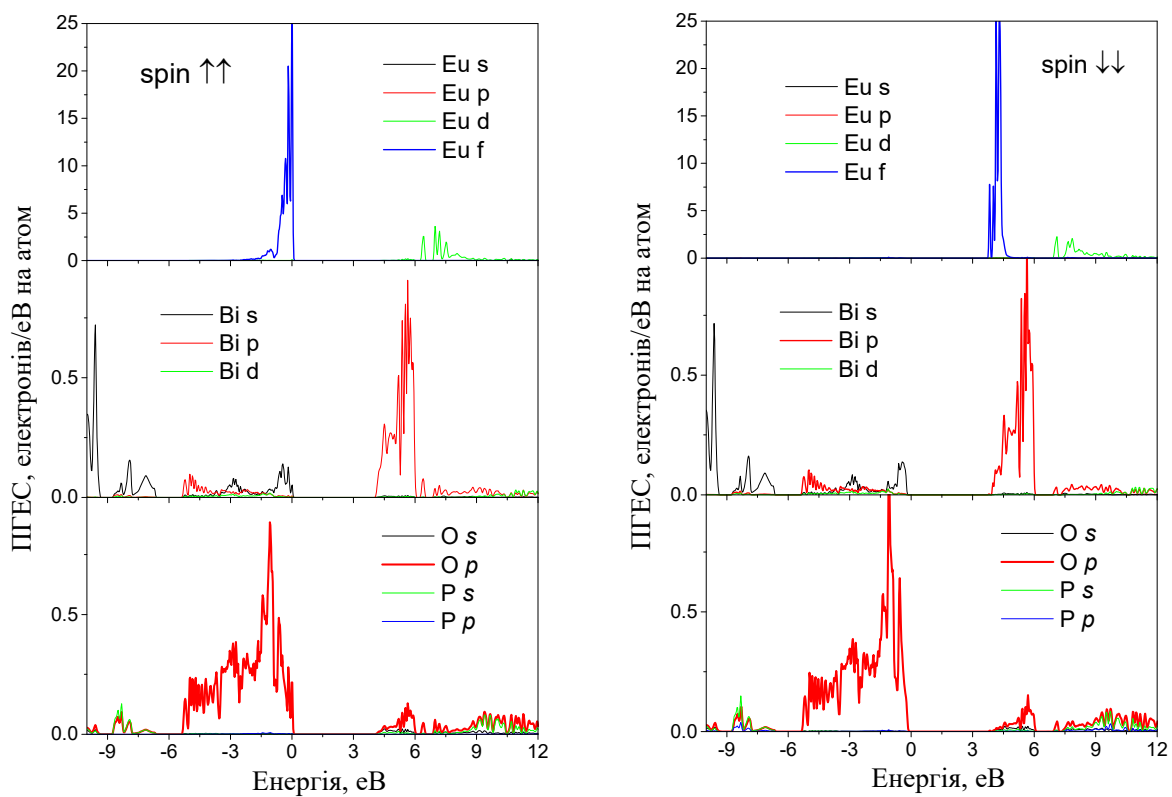 ПГЕС, електронів/еВ на атом
25
20
15
10
5
0.5
0.0
0.5
0.0
spin ↑↑
Eu s
Eu p
Eu d
Eu f
Bi s
Bi p
Bi d
O s
O p
P s
P p
-9 -6 -3 0 3 6 9 12
Енергія, еВ
ПГЕС, електронів/еВ на атом
25
20
15
10
5
0.5
0.0
0.5
0.0
spin ↓↓
Eu s
Eu p
Eu d
Eu f
Bi s
Bi p
Bi d
O s
O p
P s
P p
-9 -6 -3 0 3 6 9 12
Енергія, еВ